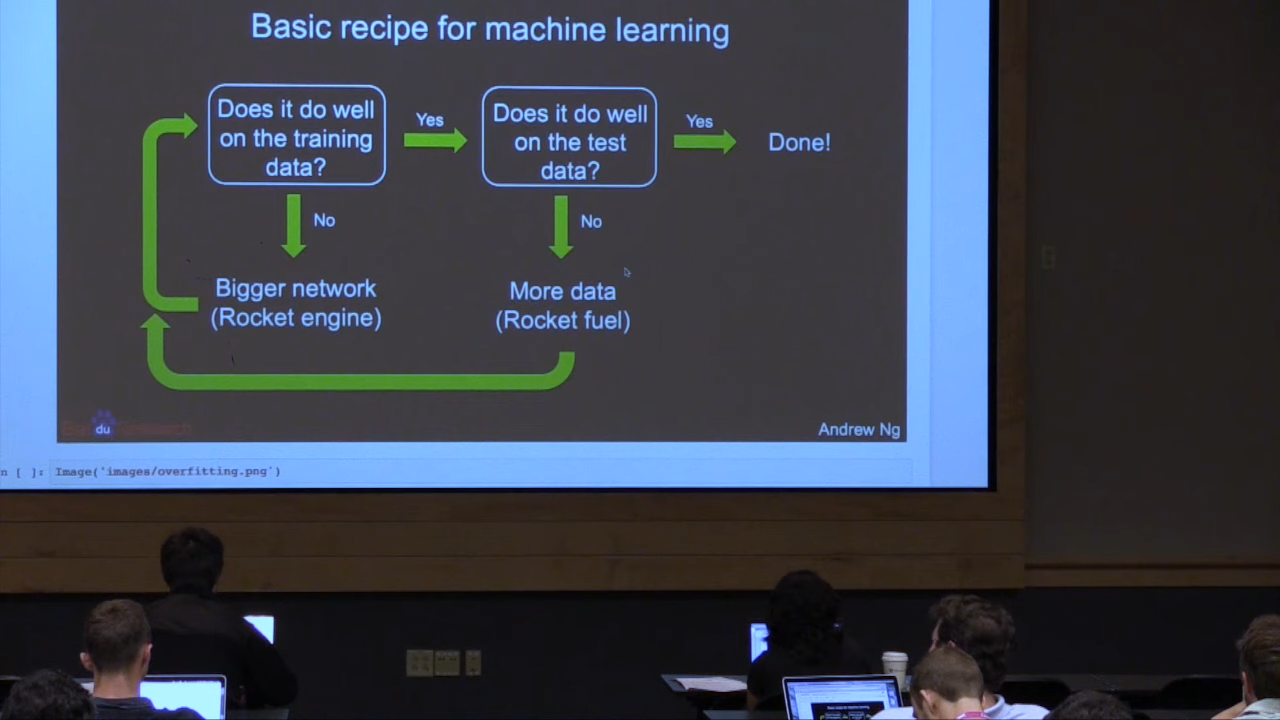 Basic recipe for machine learning
Does it do well
on the training
data?
Yes
Does it do well
on the test
data?
Yes
Done!
No
No
Bigger network
(Rocket engine)
More data
(Rocket fuel)
du
Andrew Ng
n [ ]: Image('images/overfitting.png')